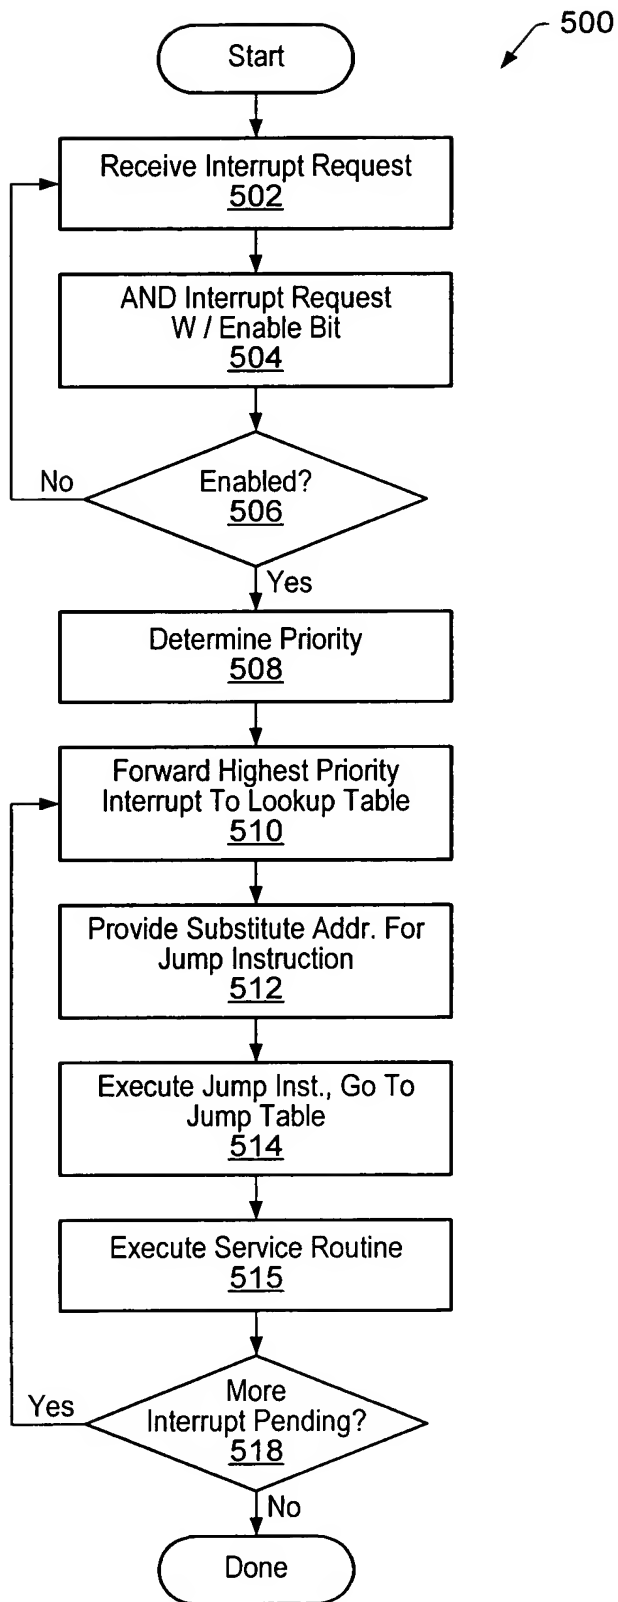 500
Start
Receive Interrupt Request
502
AND Interrupt Request
W / Enable Bit
504
No
Enabled?
506
Yes
Determine Priority
508
Forward Highest Priority
Interrupt To Lookup Table
510
Provide Substitute Addr. For
Jump Instruction
512
Execute Jump Inst., Go To
Jump Table
514
Execute Service Routine
515
Yes
More
Interrupt Pending?
518
No
Done